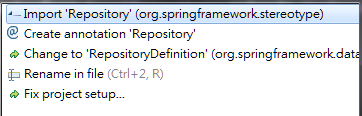 Import 'Repository' (org.springframework.stereotype)
Create annotation 'Repository'
Change to 'RepositoryDefinition' (org.springframework.data
Rename in file (Ctrl+2, R)
Fix project setup...